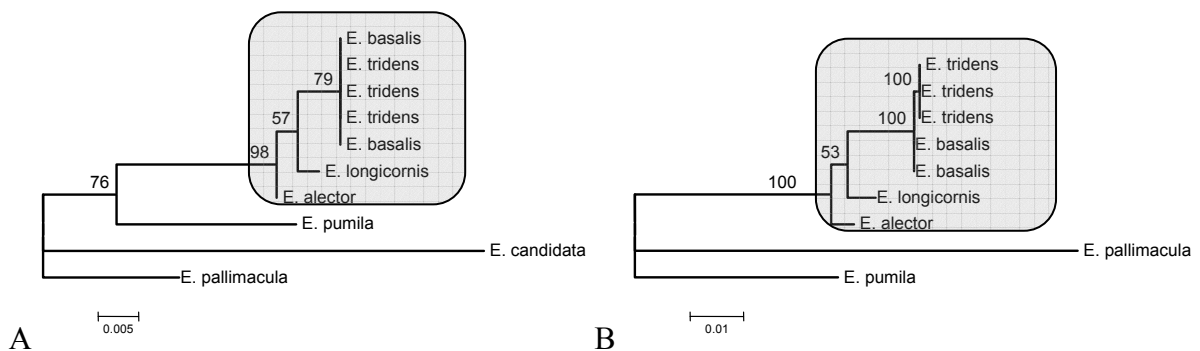 E. basalis
E. tridens
79
E. tridens
57
E. tridens
98
E. basalis
E. longicornis
76
E. alector
E. pumila
E. candidata
E. pallimacula
0.005
A
E. tridens
100
E. tridens
100
E. tridens
53
E. basalis
E. basalis
100
E. longicornis
E. alector
E. pallimacula
E. pumila
0.01
B